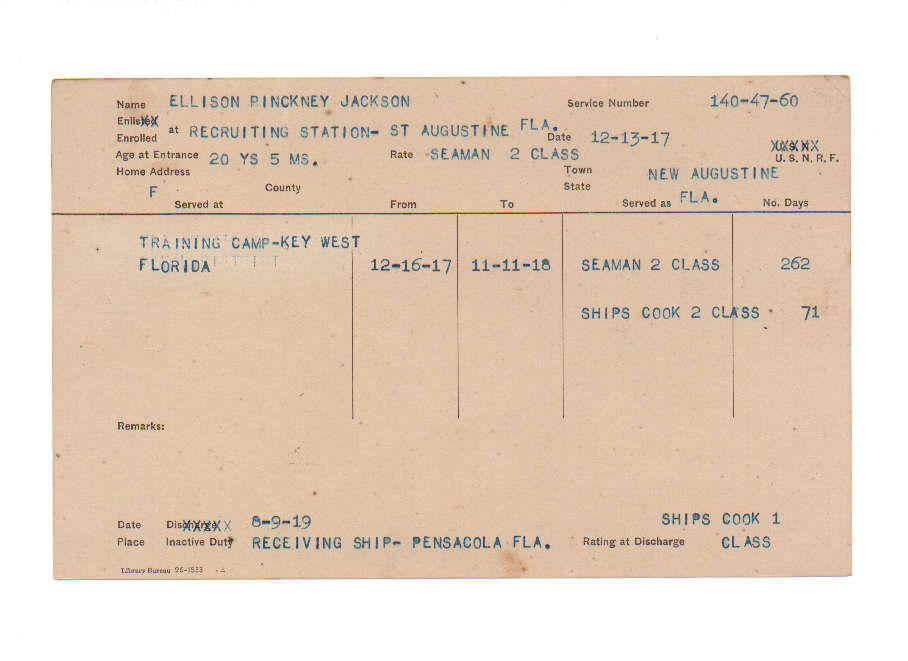 Name ELLISON PINCKNEY JACKSON Service Number 140-47-60
Enlisted
Enrolled at RECRUITING STATION- ST AUGUSTINE FLA. Date 12-13-17
Age at Entrance 20 YS 5 MS. Rate SEAMAN 2 CLASS U. S. N. R. F.
Home Address Town NEW AUGUSTINE
F County State FLA.
Served at From To Served as No. Days
TRAINING CAMP-KEY WEST
FLORIDA 12-16-17 11-11-18 SEAMAN 2 CLASS 262
SHIPS COOK 2 CLASS 71
Remarks:
Date Discharge 8-9-19 SHIPS COOK 1
Place Inactive Duty RECEIVING SHIP- PENSACOLA FLA. Rating at Discharge CLASS
Library Bureau 26-1533